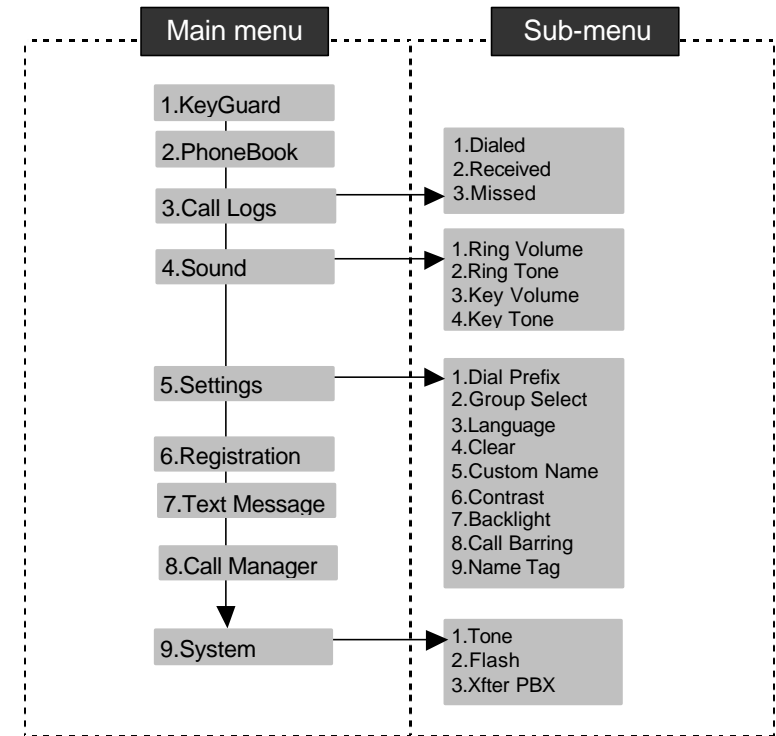 Main menu
Sub-menu
1.KeyGuard
2.PhoneBook
3.Call Logs
1.Dialed
2.Received
3.Missed
4.Sound
1.Ring Volume
2.Ring Tone
3.Key Volume
4.Key Tone
5.Settings
1.Dial Prefix
2.Group Select
3.Language
4.Clear
5.Custom Name
6.Contrast
7.Backlight
8.Call Barring
9.Name Tag
6.Registration
7.Text Message
8.Call Manager
9.System
1.Tone
2.Flash
3.Xfter PBX